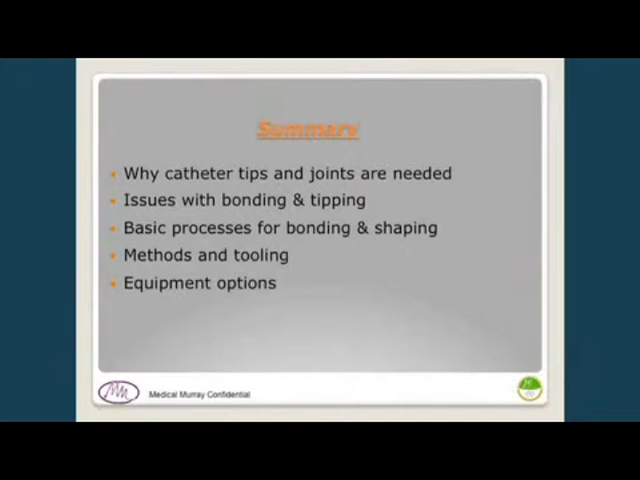 Summary
Why catheter tips and joints are needed
Issues with bonding & tipping
Basic processes for bonding & shaping
Methods and tooling
Equipment options
Medical Murray Confidential